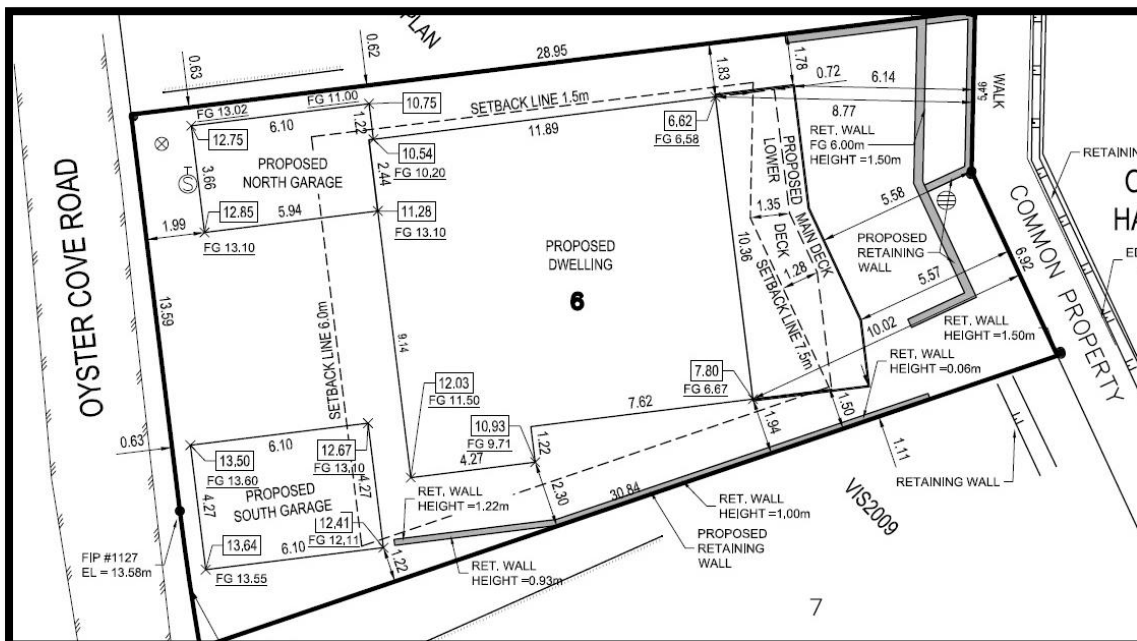 PLAN
0.63
0.62
28.95
1.83
1.78
0.72
6.14
5.46
WALK
FG 13.02
FG 11.00
10.75
SETBACK LINE 1.5m
8.77
12.75
6.10
1.22
11.89
6.62
FG 6.58
RET. WALL
FG 6.00m
HEIGHT =1.50m
3.66
PROPOSED
NORTH GARAGE
10.54
FG 10.20
2.44
LOWER
DECK
PROPOSED MAIN DECK
1.99
12.85
FG 13.10
5.94
11.28
FG 13.10
1.35
5.58
PROPOSED
RETAINING
WALL
COMMON PROPERTY
OYSTER COVE ROAD
13.59
SETBACK LINE 6.0m
PROPOSED
DWELLING
6
10.36
SETBACK LINE 7.5m
1.28
5.57
6.92
9.14
10.02
RET. WALL
HEIGHT =1.50m
RET. WALL
HEIGHT =0.06m
7.80
FG 6.67
12.03
FG 11.50
7.62
0.63
6.10
12.67
FG 13.10
10.93
FG 9.71
1.22
1.94
1.50
1.11
13.50
FG 13.60
4.27
PROPOSED
SOUTH GARAGE
4.27
4.27
2.30
RET. WALL
HEIGHT =1.22m
30.84
RET. WALL
HEIGHT =1.00m
VIS2009
RETAINING WALL
12.41
FG 12.11
FIP #1127
EL = 13.58m
13.64
FG 13.55
6.10
1.22
RET. WALL
HEIGHT =0.93m
PROPOSED
RETAINING
WALL
7